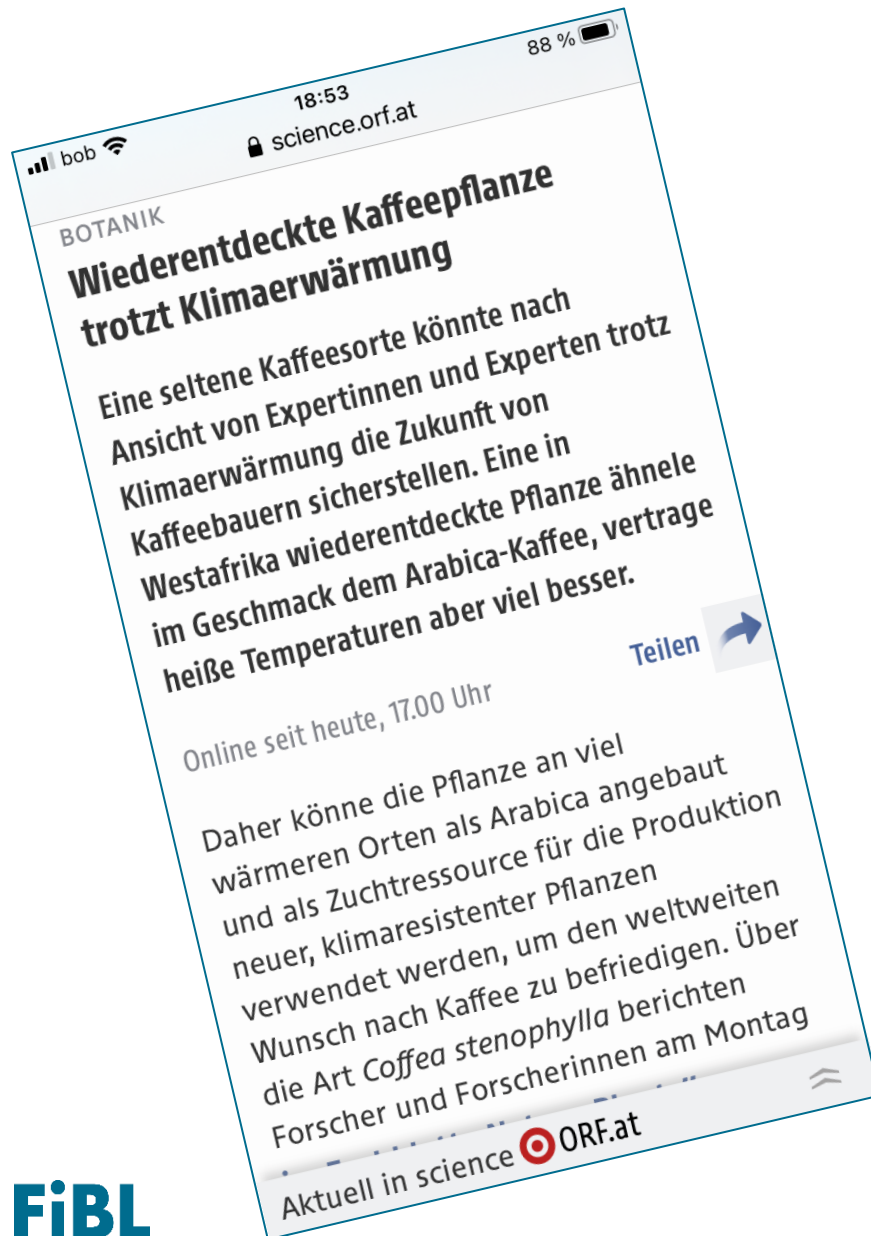 18:53
88 %
bob
science.orf.at
BOTANIK
Wiederentdeckte Kaffeepflanze
trotzt Klimaerwärmung
Eine seltene Kaffeesorte könnte nach
Ansicht von Expertinnen und Experten trotz
Klimaerwärmung die Zukunft von
Kaffeebauern sicherstellen. Eine in
Westafrika wiederentdeckte Pflanze ähnele
im Geschmack dem Arabica-Kaffee, vertrage
heiße Temperaturen aber viel besser.
Teilen
Online seit heute, 17.00 Uhr
Daher könne die Pflanze an viel
wärmeren Orten als Arabica angebaut
und als Zuchtressource für die Produktion
neuer, klimaresistenter Pflanzen
verwendet werden, um den weltweiten
Wunsch nach Kaffee zu befriedigen. Über
die Art Coffea stenophylla berichten
Forscher und Forscherinnen am Montag
Aktuell in science ORF.at
FiBL